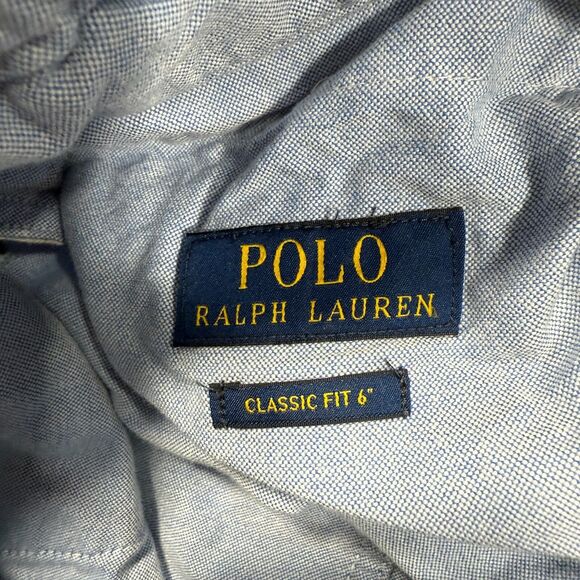 POLO
RALPH LAUREN
CLASSIC FIT 6"